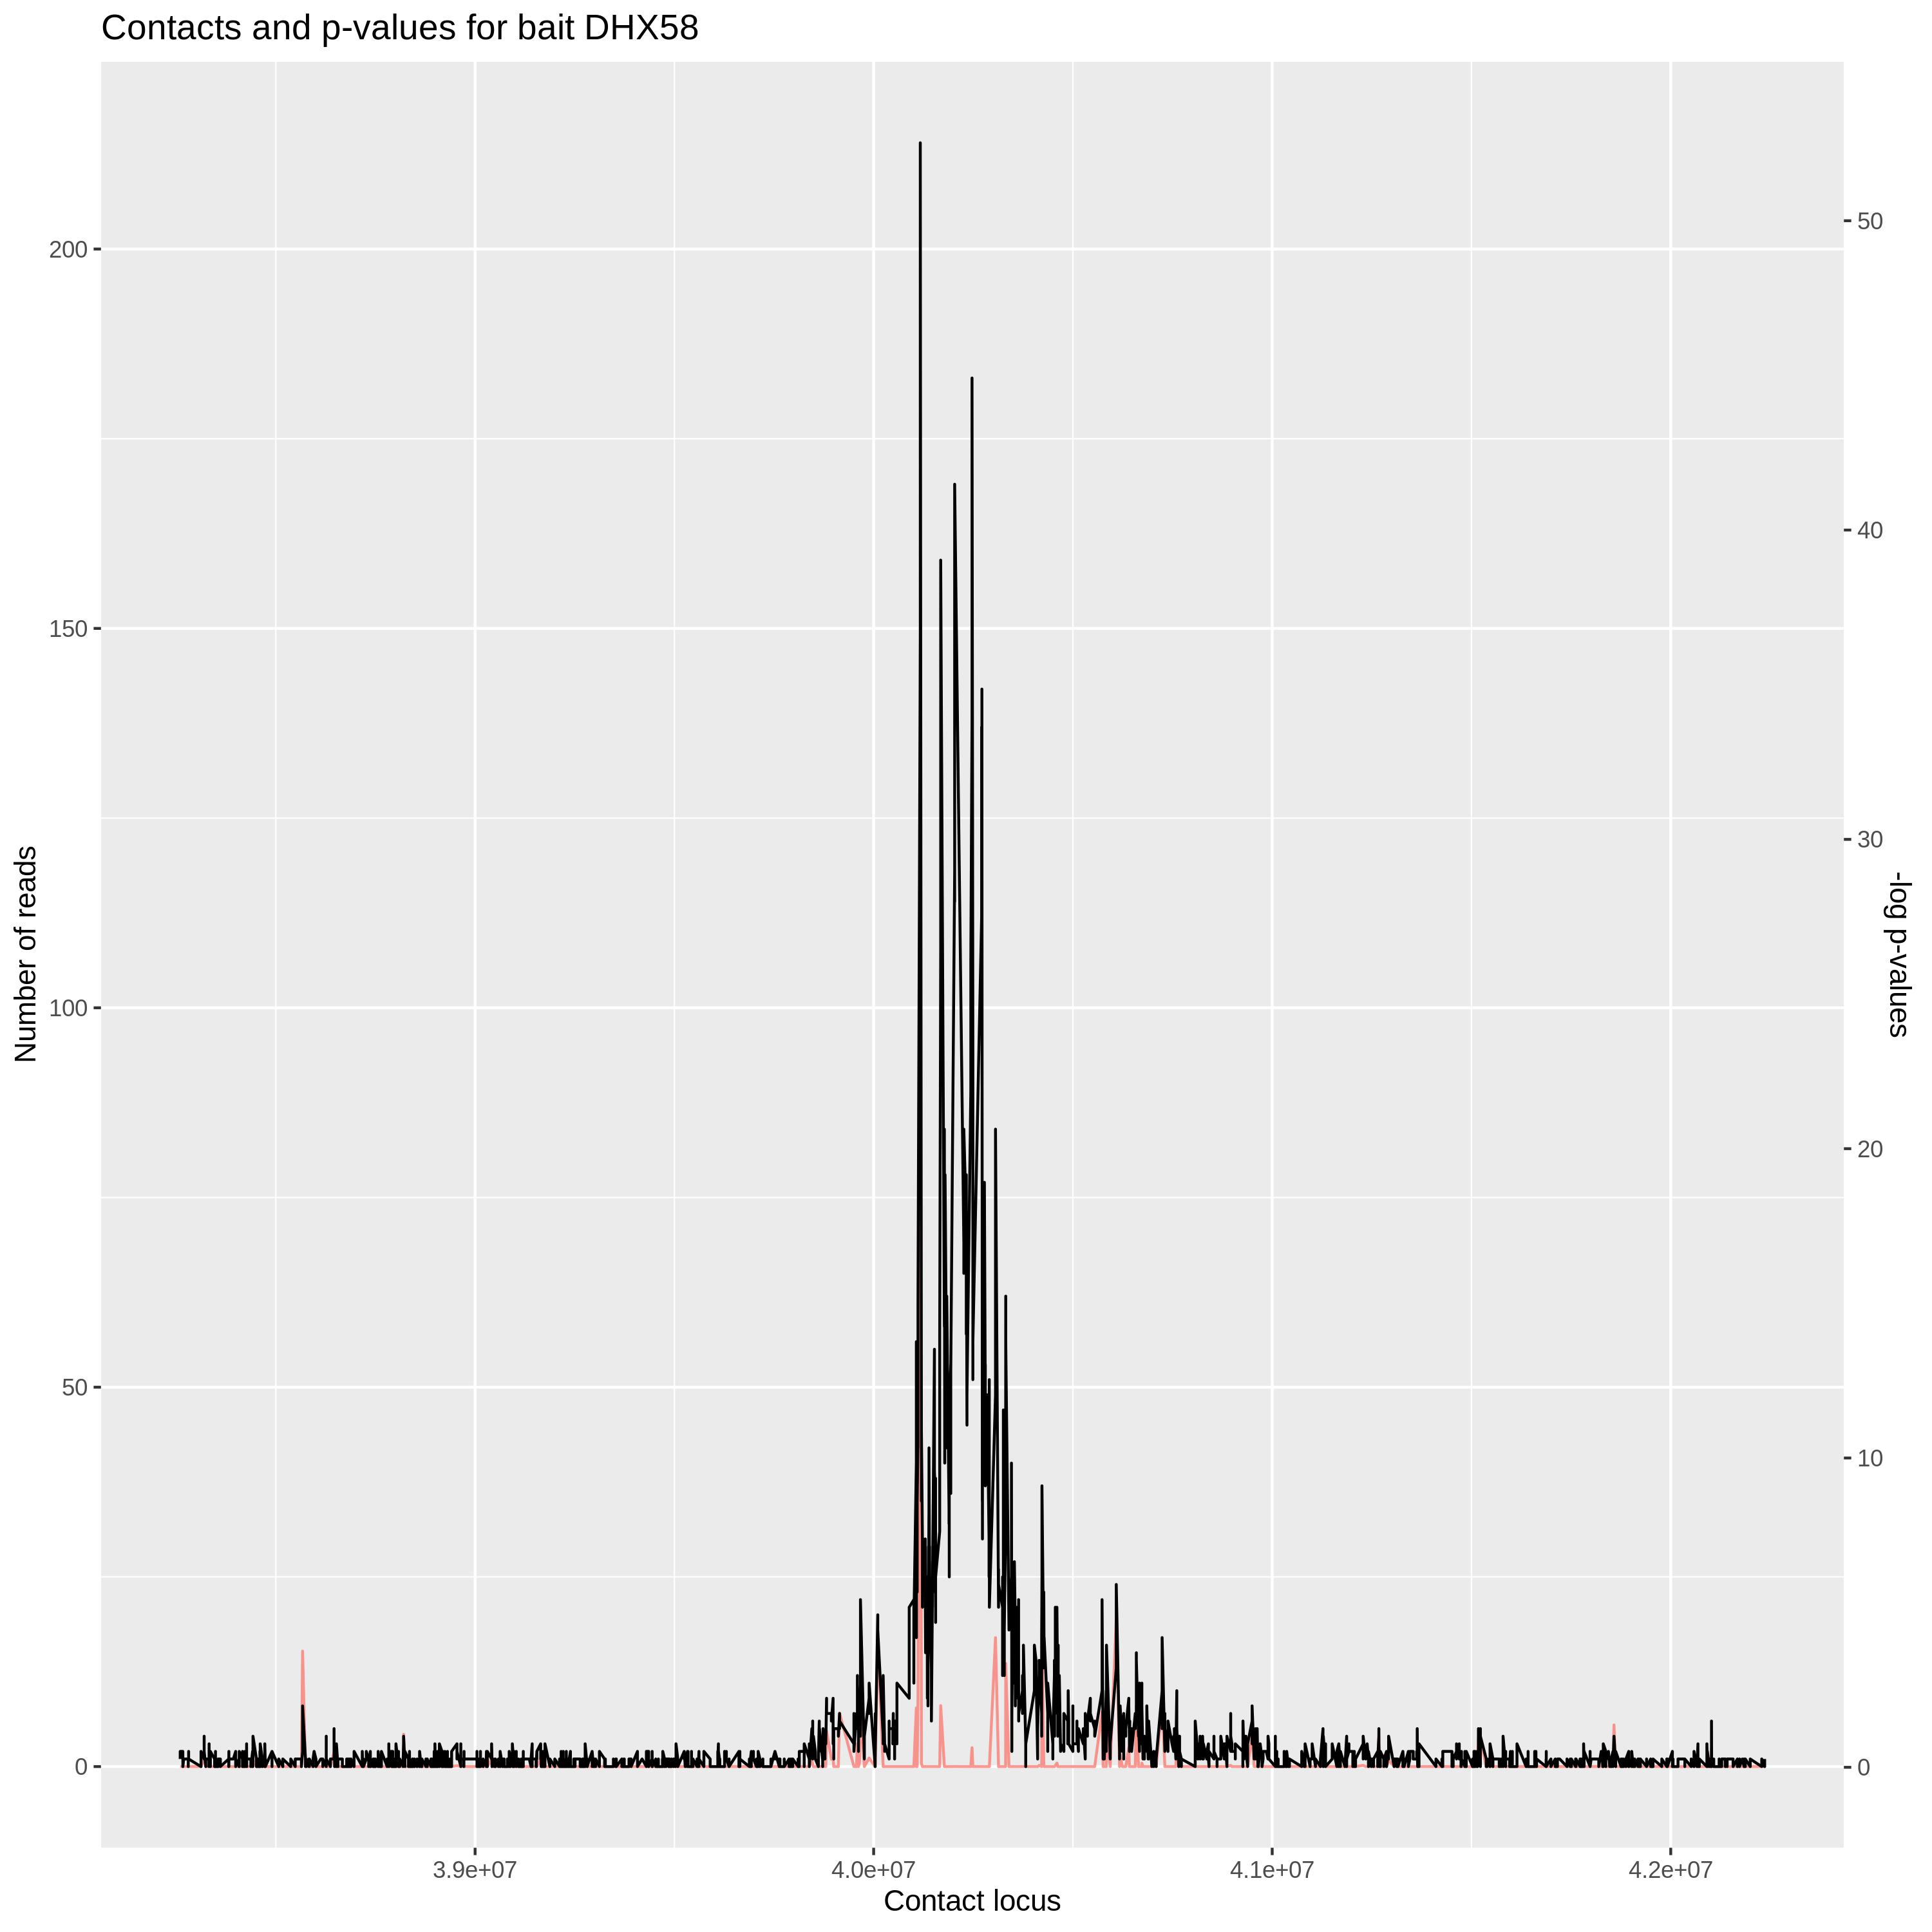 Contacts and p-values for bait DHX58
Number of reads
200
150
100
50
0
50
40
30
20
10
0
-log p-values
3.9e+07
4.0e+07
4.1e+07
4.2e+07
Contact locus